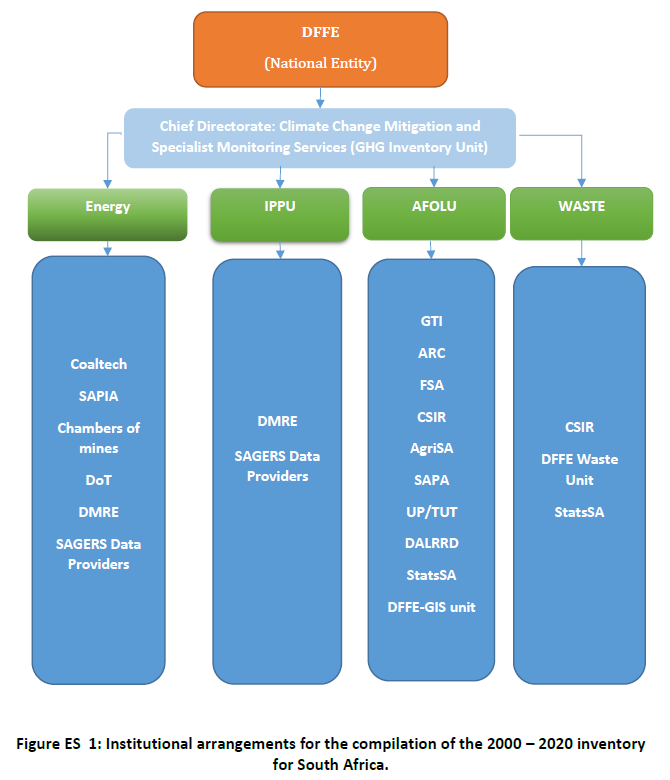 DFFE
(National Entity)
Chief Directorate: Climate Change Mitigation and
Specialist Monitoring Services (GHG Inventory Unit)
Energy
IPPU
AFOLU
WASTE
Coaltech
SAPIA
Chambers of
mines
DoT
DMRE
SAGERS Data
Providers
DMRE
SAGERS Data
Providers
GTI
ARC
FSA
CSIR
AgriSA
SAPA
UP/TUT
DALRRD
StatsSA
DFFE-GIS unit
CSIR
DFFE Waste
Unit
StatsSA
Figure ES  1: Institutional arrangements for the compilation of the 2000 – 2020 inventory
for South Africa.